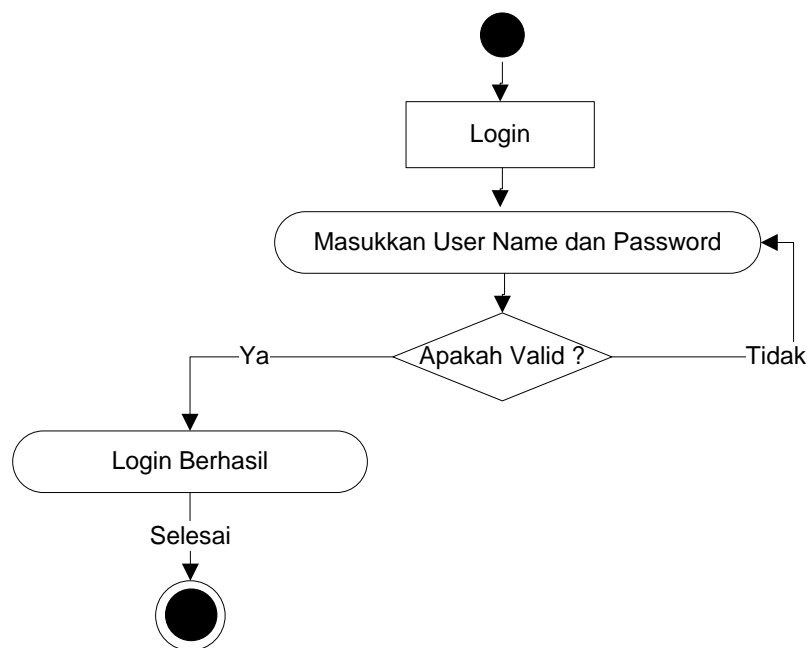 Login
Masukkan User Name dan Password
Apakah Valid ?
Ya
Tidak
Login Berhasil
Selesai